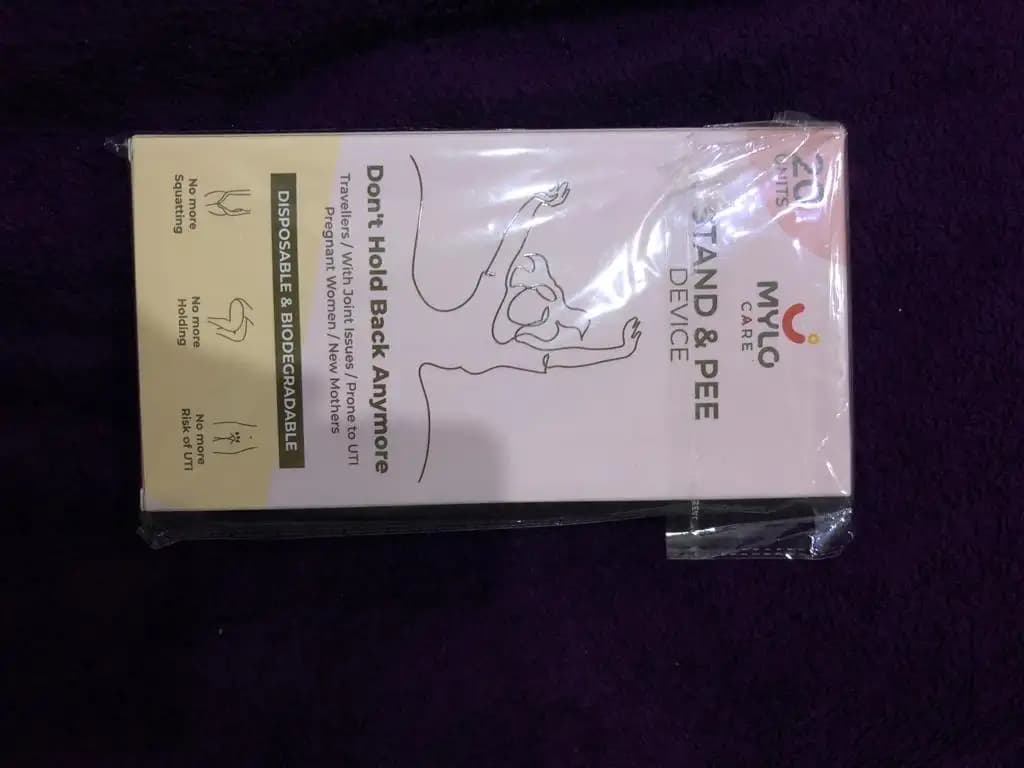 20
UNITS
MYLO
CARE
STAND & PEE
DEVICE
Don't Hold Back Anymore
Travellers / With Joint Issues / Prone to UTI
Pregnant Women / New Mothers
DISPOSABLE & BIODEGRADABLE
No more
Squatting
No more
Holding
No more
Risk of UTI